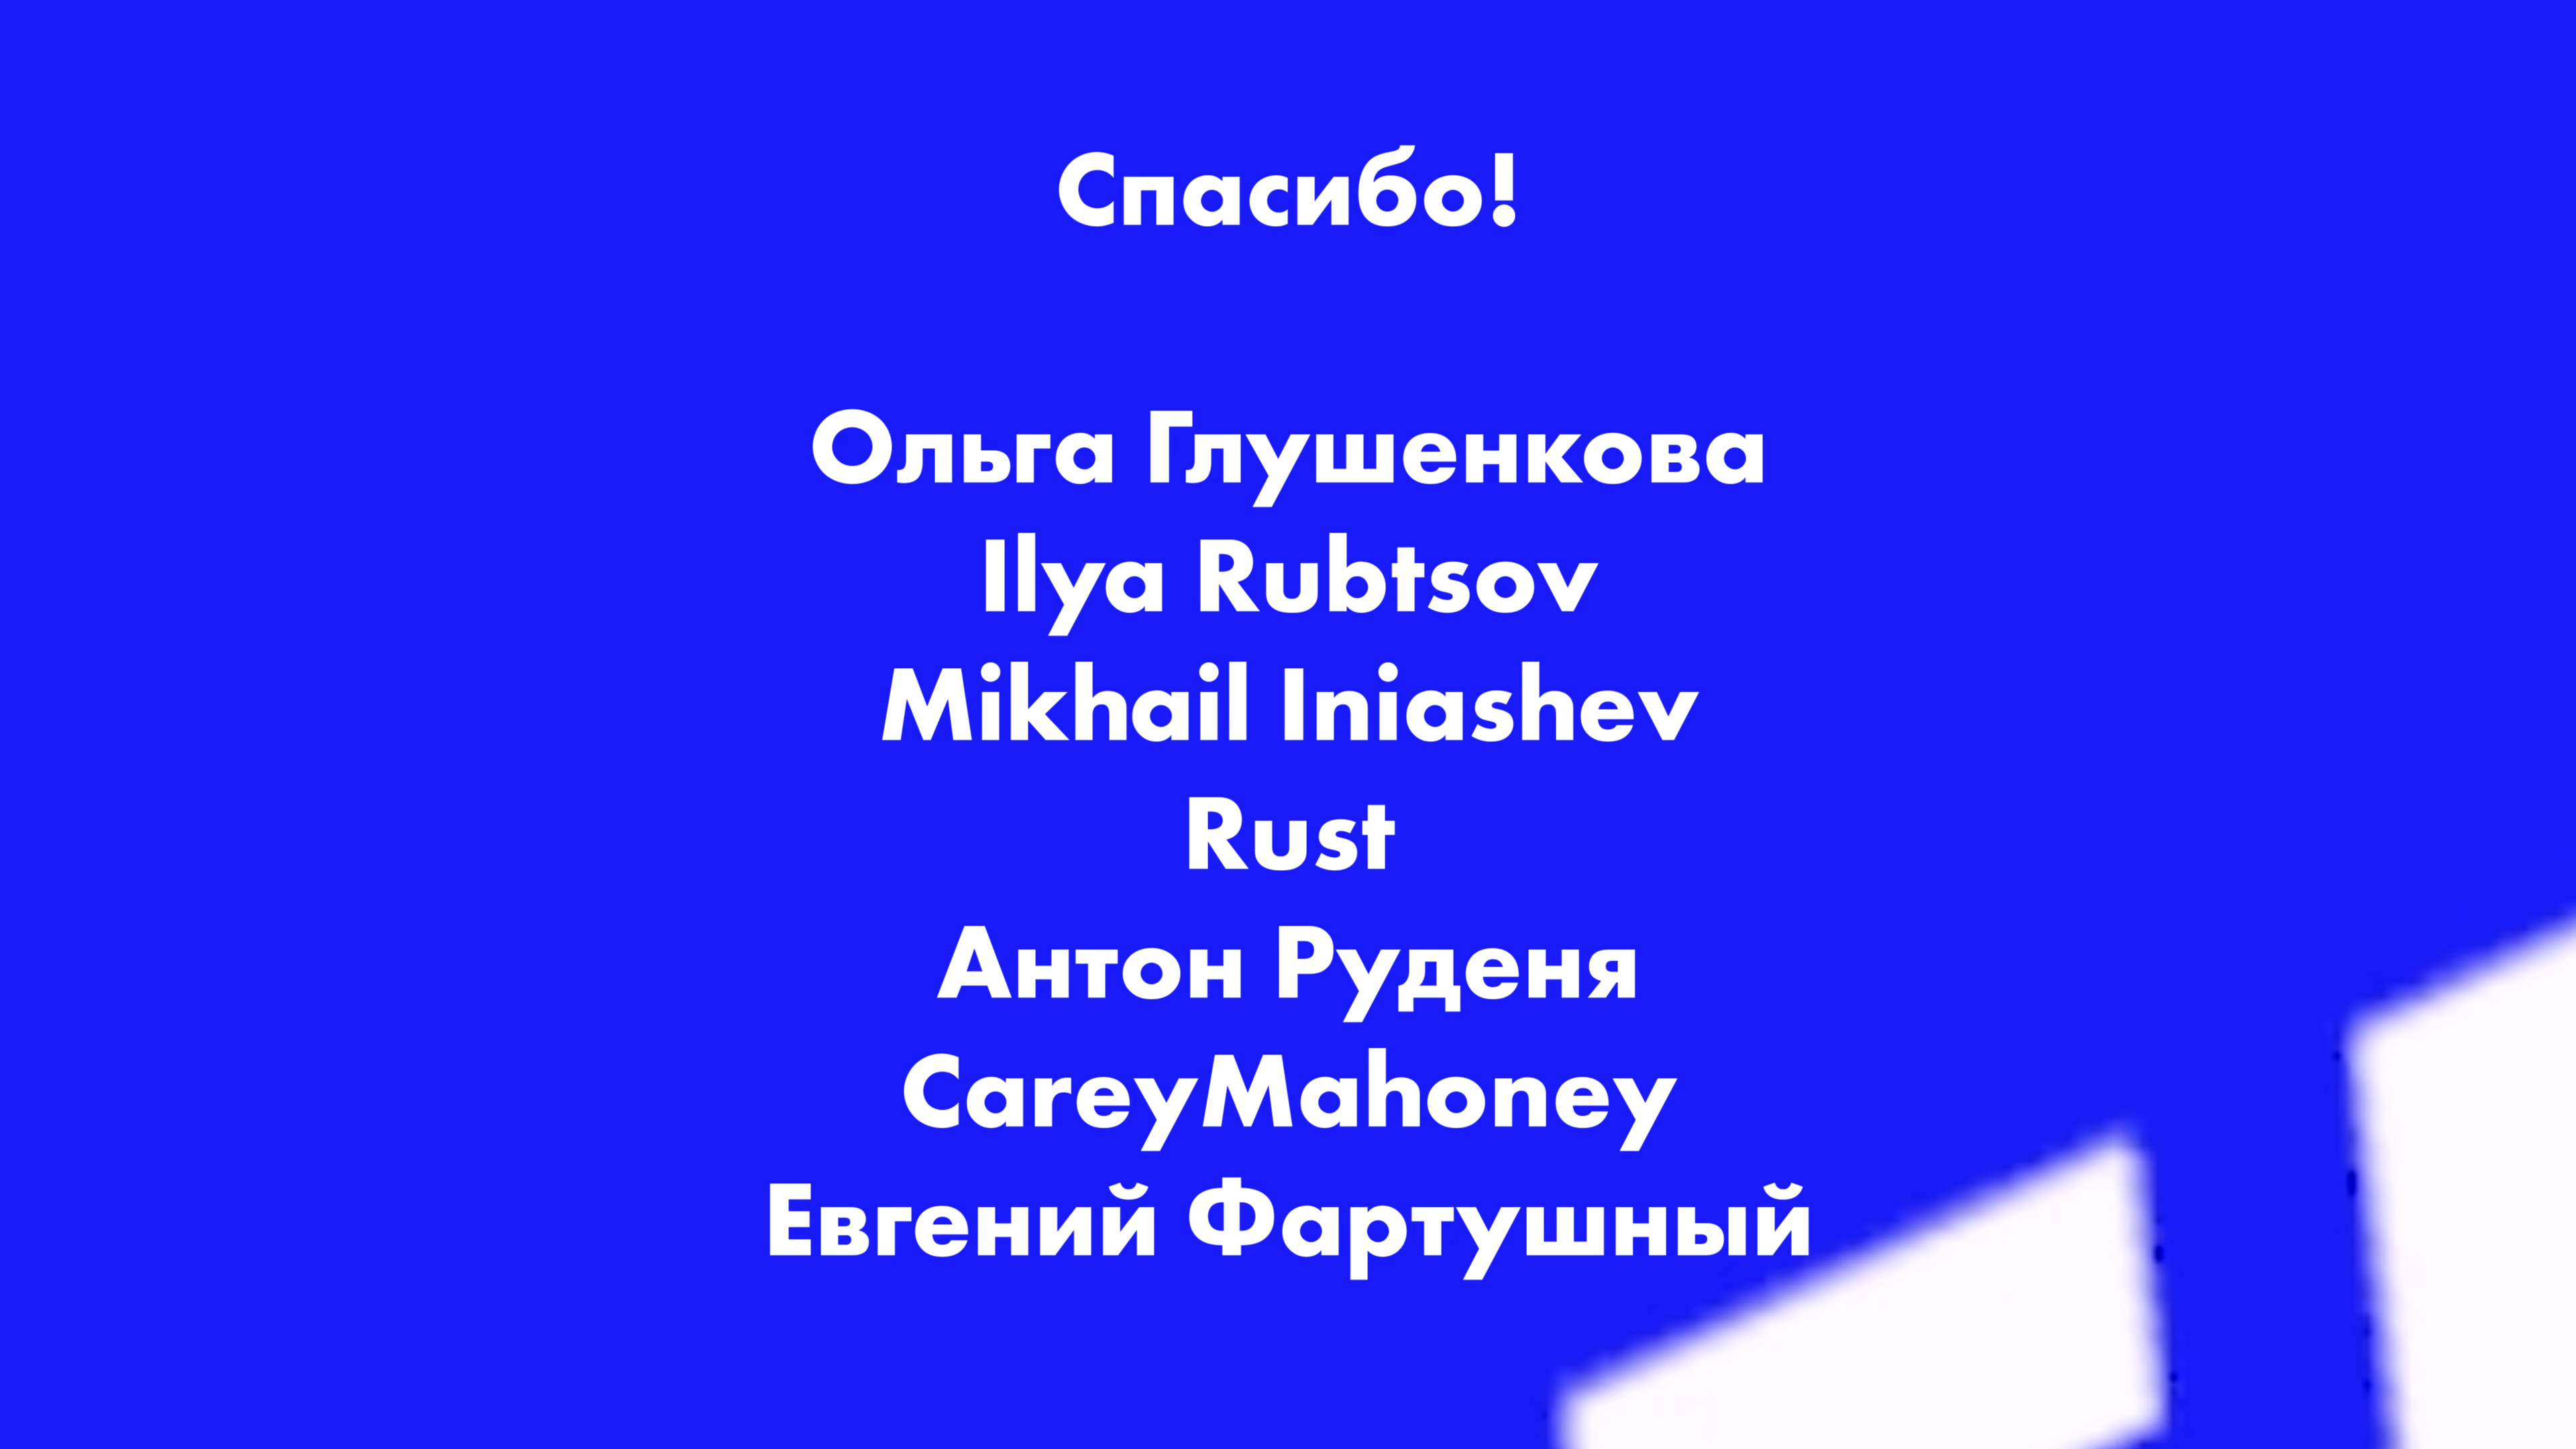 Спасибо!
Ольга Глушенкова
Ilya Rubtsov
Mikhail Iniashev
Rust
Антон Руденя
CareyMahoney
Евгений Фартушный